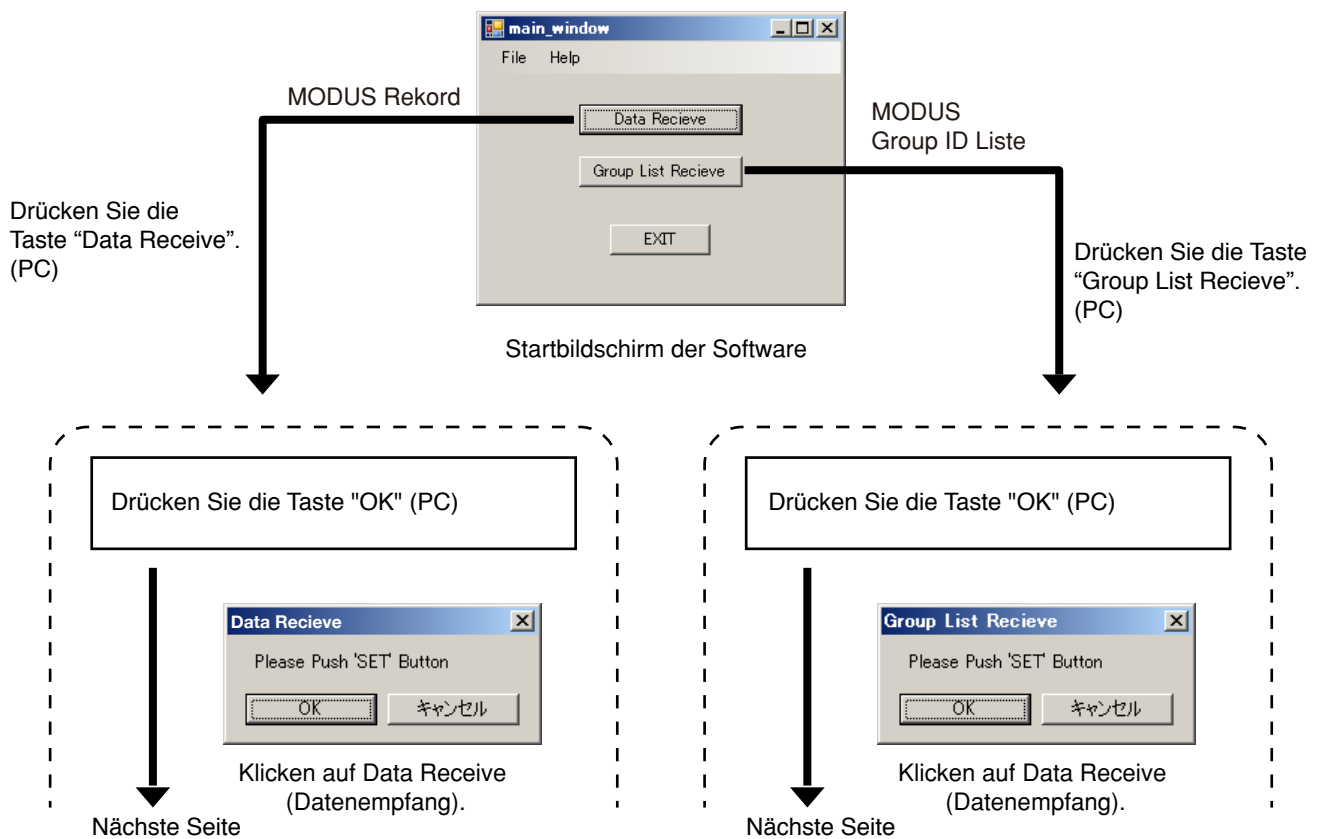 main_window
File Help
Data Recieve
Group List Recieve
EXIT
Startbildschirm der Software
MODUS Rekord
Drücken Sie die
Taste “Data Receive”.
(PC)
MODUS
Group ID Liste
Drücken Sie die Taste
“Group List Recieve”.
(PC)
Drücken Sie die Taste "OK" (PC)
Data Recieve
Please Push 'SET' Button
OK キャンセル
Klicken auf Data Receive
(Datenempfang).
Nächste Seite
Drücken Sie die Taste "OK" (PC)
Group List Recieve
Please Push 'SET' Button
OK キャンセル
Klicken auf Data Receive
(Datenempfang).
Nächste Seite